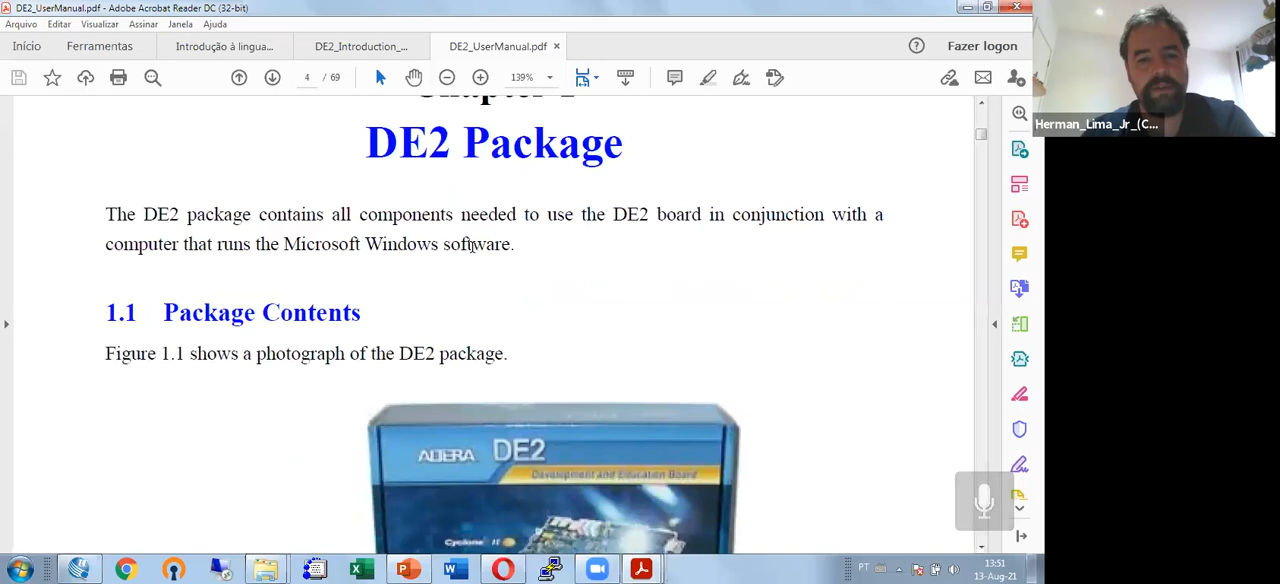 DE2_UserManual.pdf - Adobe Acrobat Reader DC (32-bit)
Arquivo Editar Visualizar Assinar Janela Ajuda
Início Ferramentas Introdução à lingua... DE2_Introduction_... DE2_UserManual.pdf × Fazer logon
4 / 69 139%
Herman_Lima_Jr_(C...
DE2 Package
The DE2 package contains all components needed to use the DE2 board in conjunction with a
computer that runs the Microsoft Windows software.
1.1 Package Contents
Figure 1.1 shows a photograph of the DE2 package.
ALTERA DE2
Development and Education Board
Cyclone II
PT
13:51
13-Aug-21